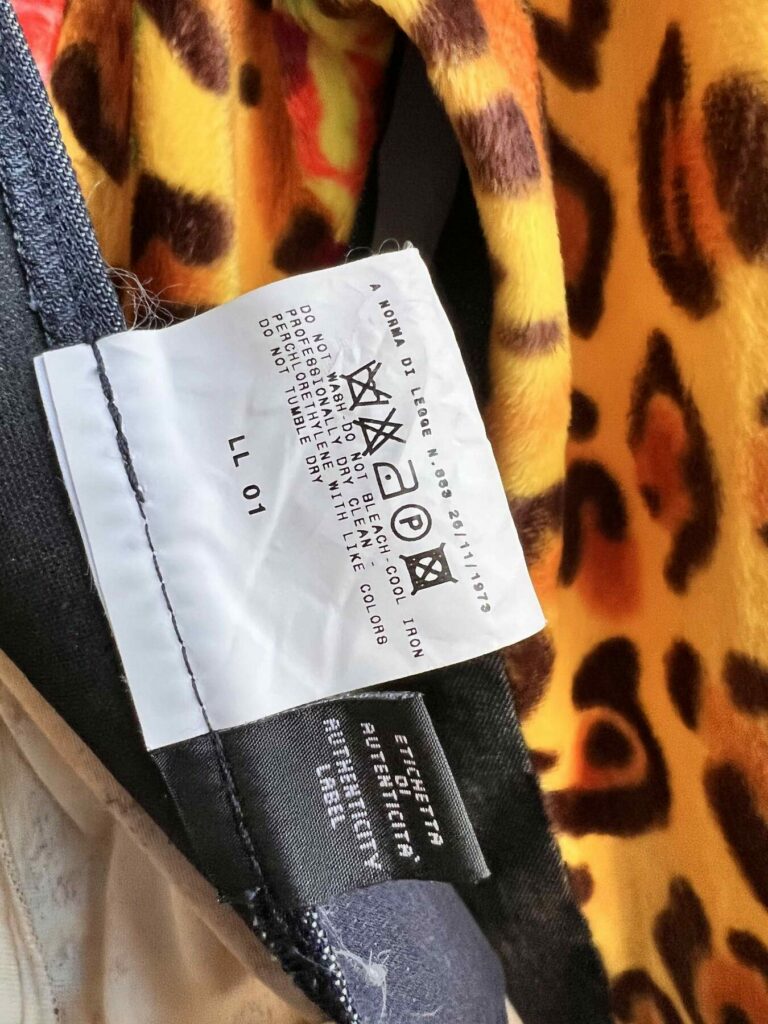 A NORMA DI LEGGE N.883 26/11/1973
P
DO NOT WASH-DO NOT BLEACH-COOL IRON
PROFESSIONALLY DRY CLEAN -
PERCHLORETHYLENE WITH LIKE COLORS
DO NOT TUMBLE DRY
LL 01
ETICHETTA
DI
AUTENTICITA'
AUTHENTICITY
LABEL